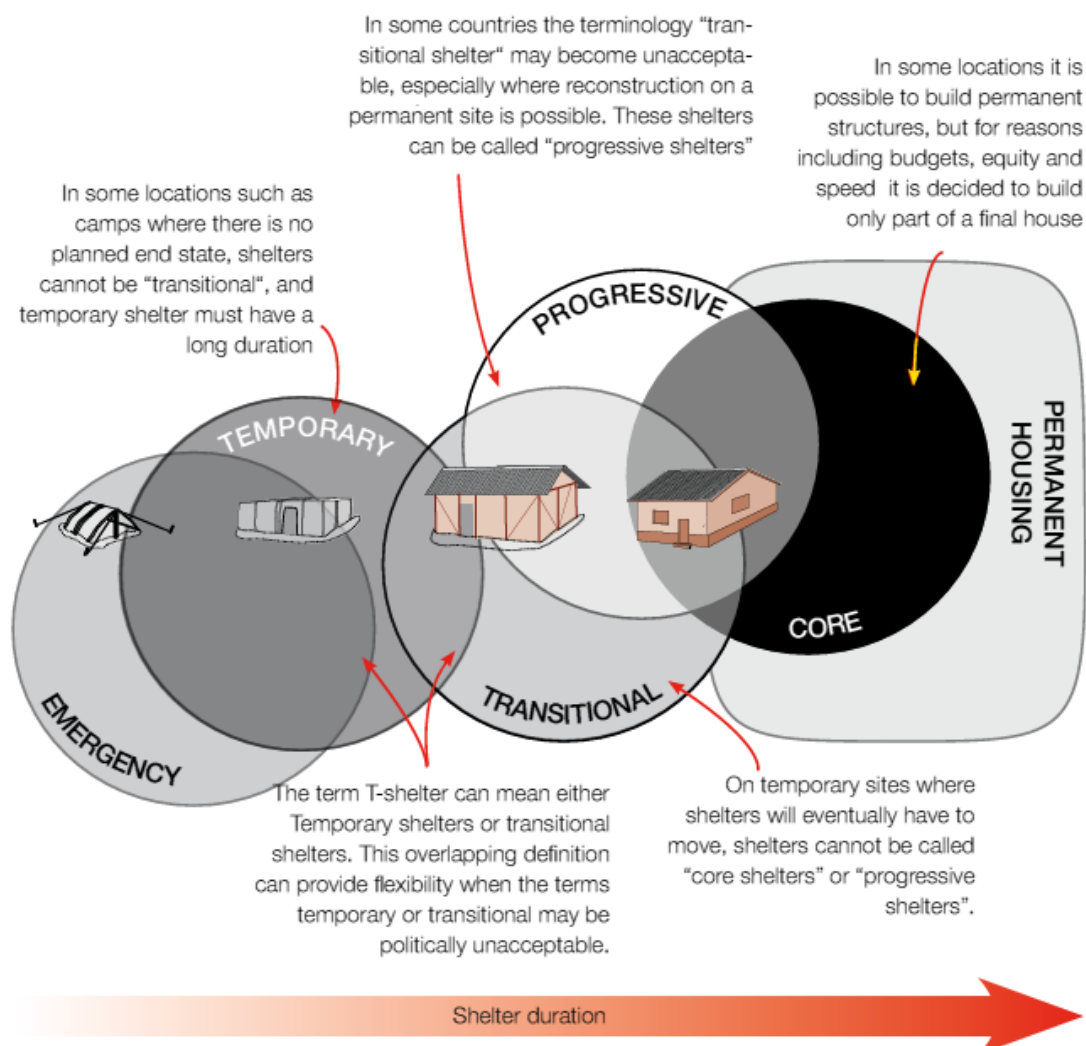 In some countries the terminology “tran-
sitional shelter“ may become unaccepta-
ble, especially where reconstruction on a
permanent site is possible. These shelters
can be called “progressive shelters”
In some locations it is
possible to build permanent
structures, but for reasons
including budgets, equity and
speed it is decided to build
only part of a final house
In some locations such as
camps where there is no
planned end state, shelters
cannot be “transitional“, and
temporary shelter must have a
long duration
PROGRESSIVE
TEMPORARY
PERMANENT
HOUSING
CORE
TRANSITIONAL
EMERGENCY
The term T-shelter can mean either
Temporary shelters or transitional
shelters. This overlapping definition
can provide flexibility when the terms
temporary or transitional may be
politically unacceptable.
On temporary sites where
shelters will eventually have to
move, shelters cannot be called
“core shelters” or “progressive
shelters”.
Shelter duration